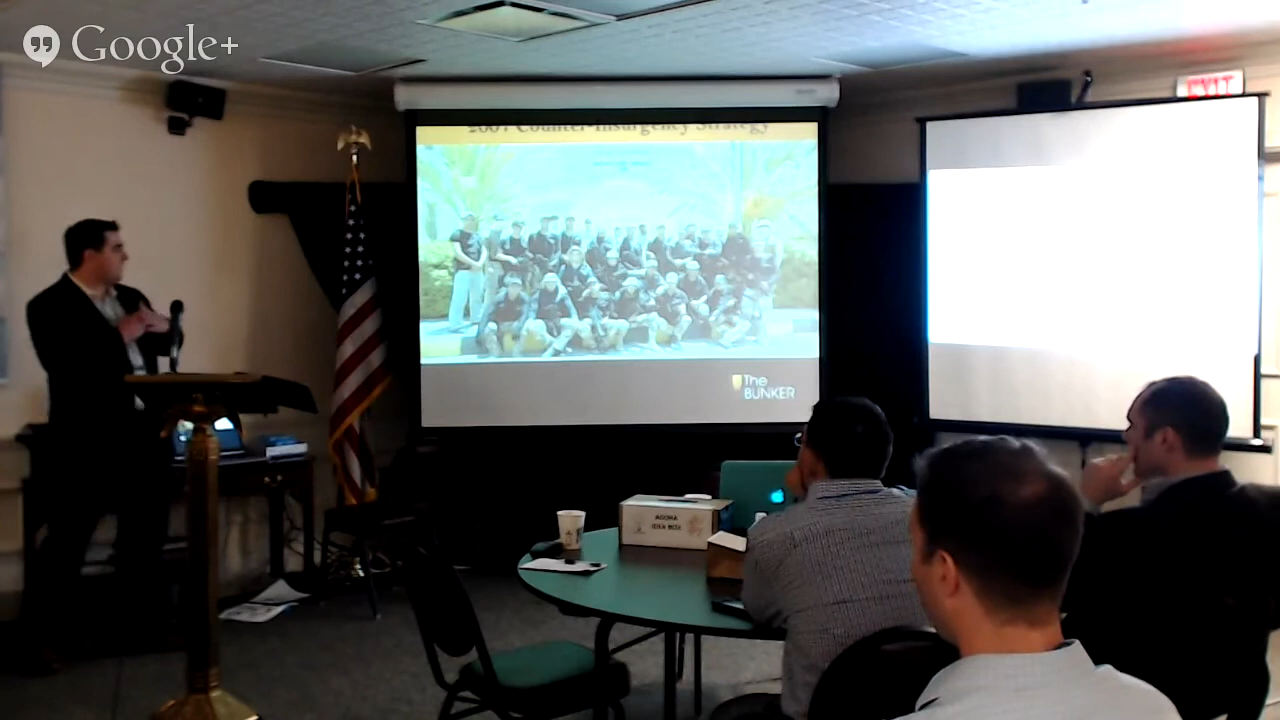 Google+
EXIT
2007 Counter-Insurgency Strategy
The
BUNKER
AGORA
IDEA BOX